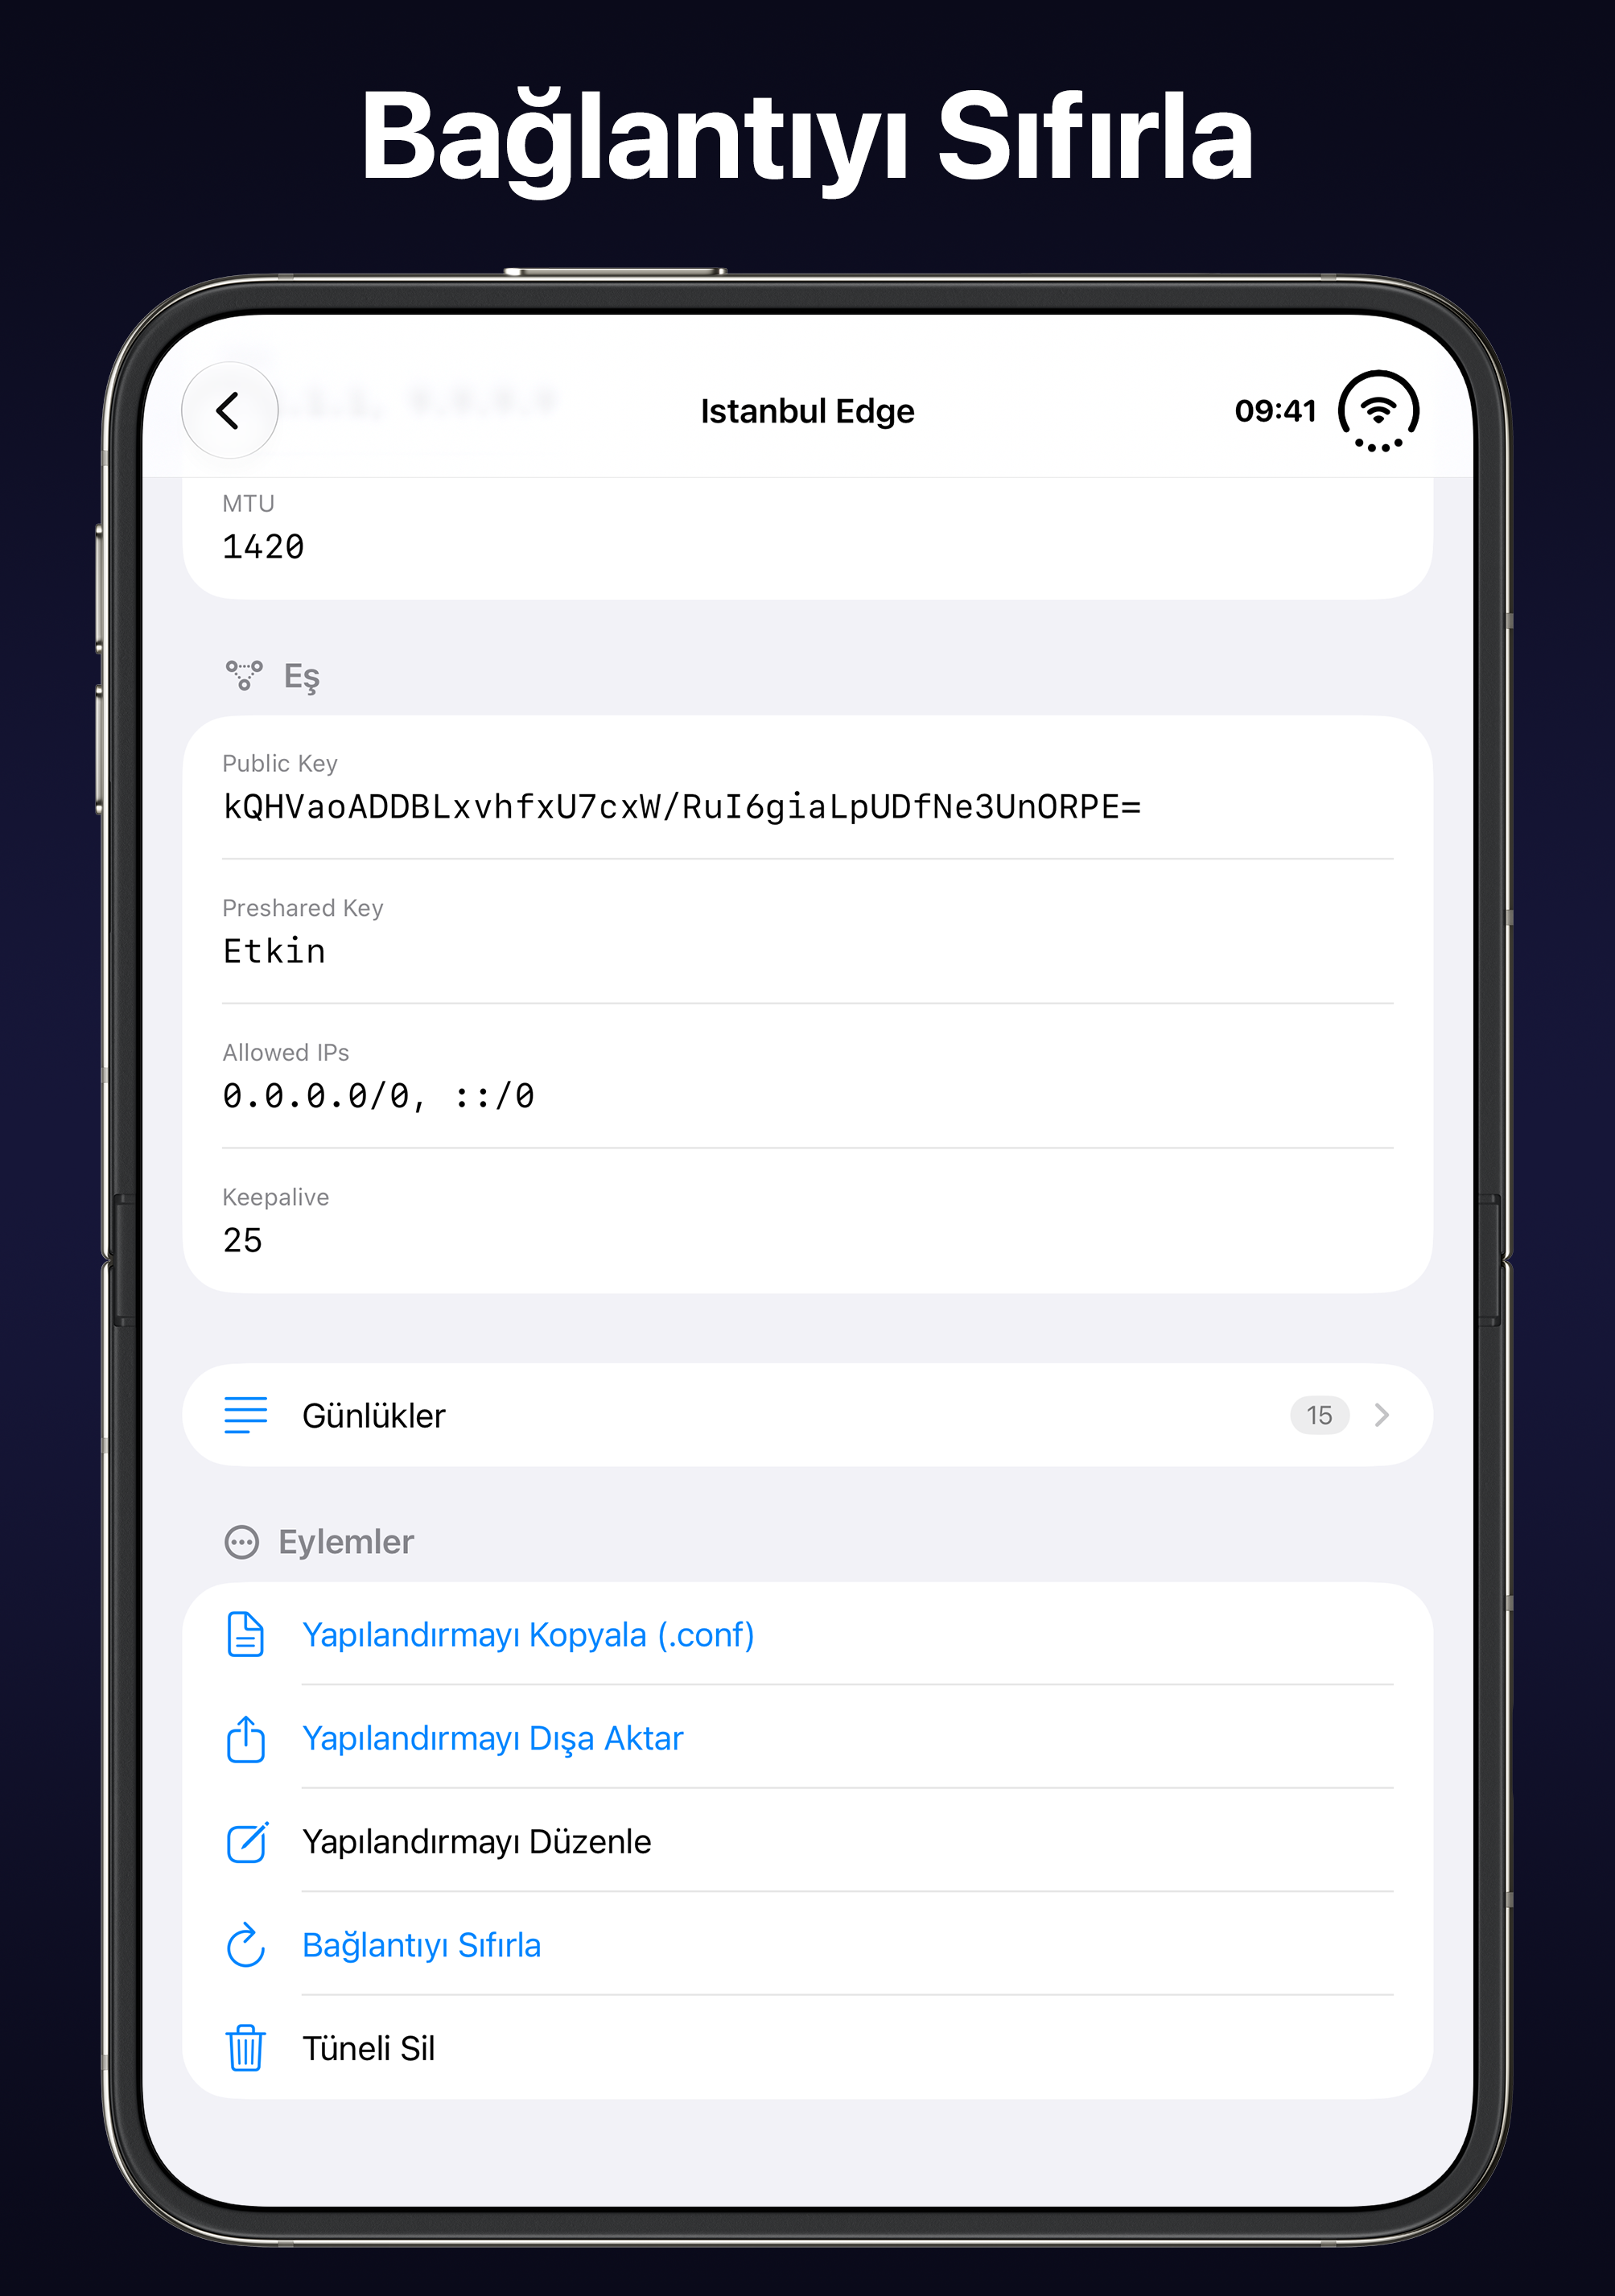 Bağlantıyı Sıfırla
Istanbul Edge
09:41
MTU
1420
Eş
Public Key
kQHVaoADDBLxvhfxU7cxW/RuI6giaLpUDfNe3UnORPE=
Preshared Key
Etkin
Allowed IPs
0.0.0.0/0, ::/0
Keepalive
25
Günlükler
15
Eylemler
Yapılandırmayı Kopyala (.conf)
Yapılandırmayı Dışa Aktar
Yapılandırmayı Düzenle
Bağlantıyı Sıfırla
Tüneli Sil